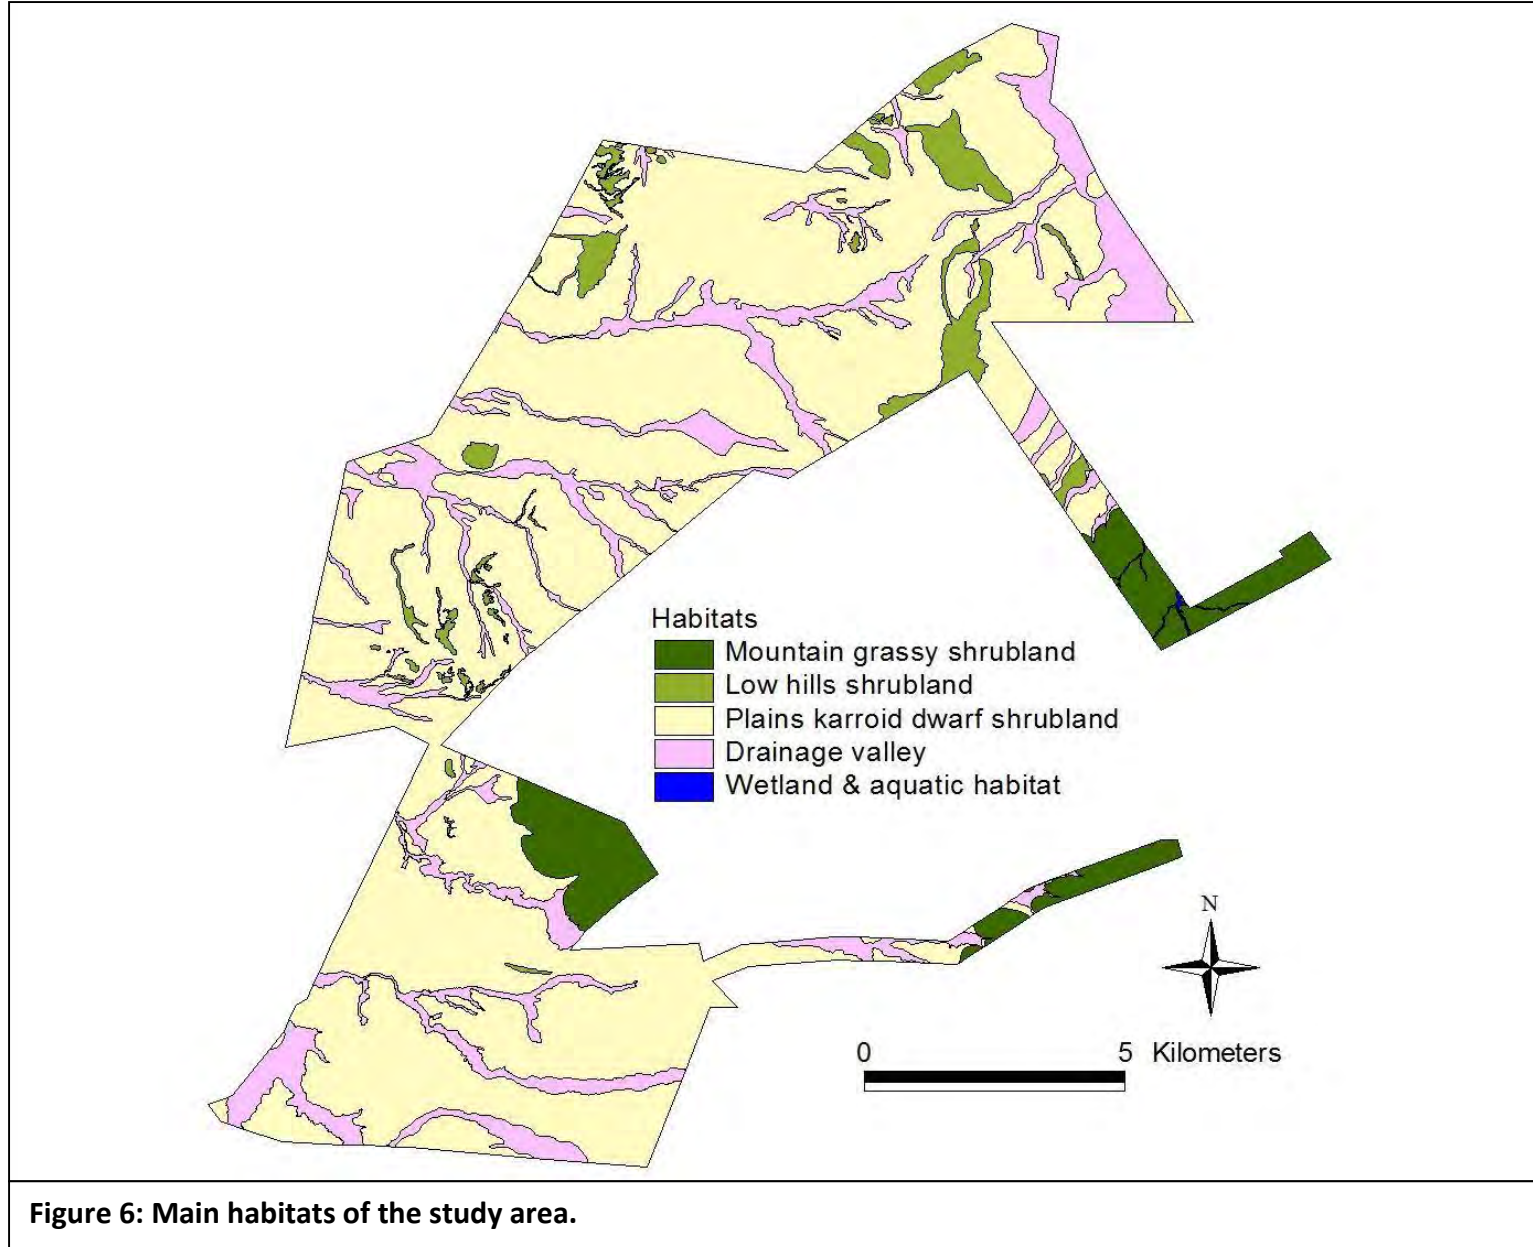 Habitats
Mountain grassy shrubland
Low hills shrubland
Plains karroid dwarf shrubland
Drainage valley
Wetland & aquatic habitat
N
0 5 Kilometers
Figure 6: Main habitats of the study area.